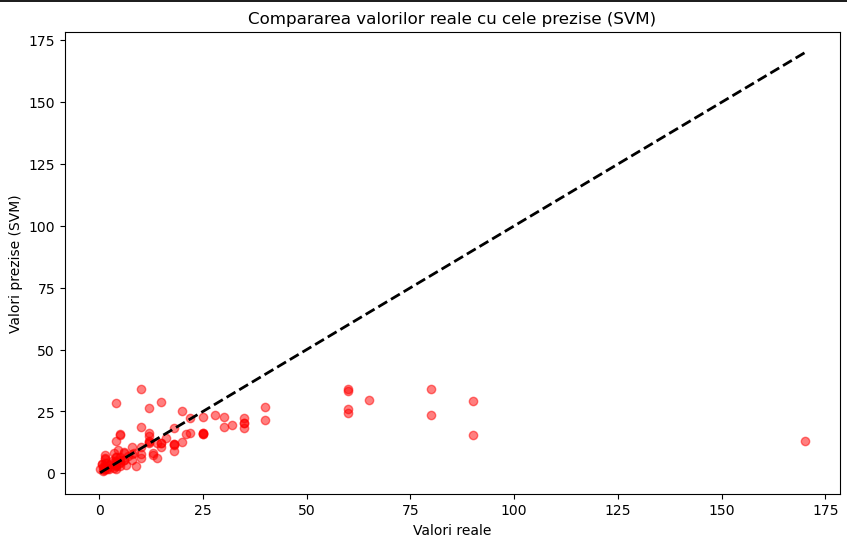 Compararea valorilor reale cu cele prezise (SVM)
175
150
125
100
75
50
25
0
Valori prezise (SVM)
0 25 50 75 100 125 150 175
Valori reale